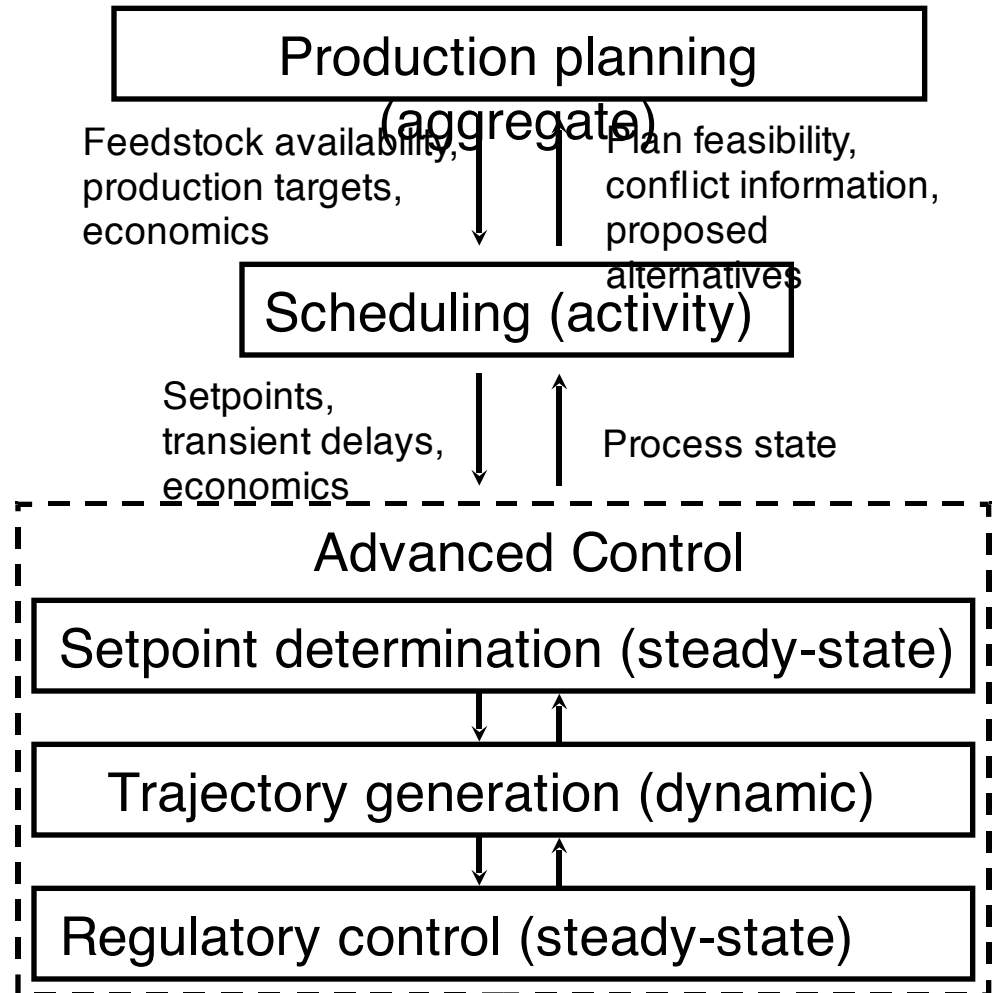 Production planning
(aggregate)
Feedstock availability,
production targets,
economics
Plan feasibility,
conflict information,
proposed
alternatives
Scheduling (activity)
Setpoints,
transient delays,
economics
Process state
Advanced Control
Setpoint determination (steady-state)
Trajectory generation (dynamic)
Regulatory control (steady-state)